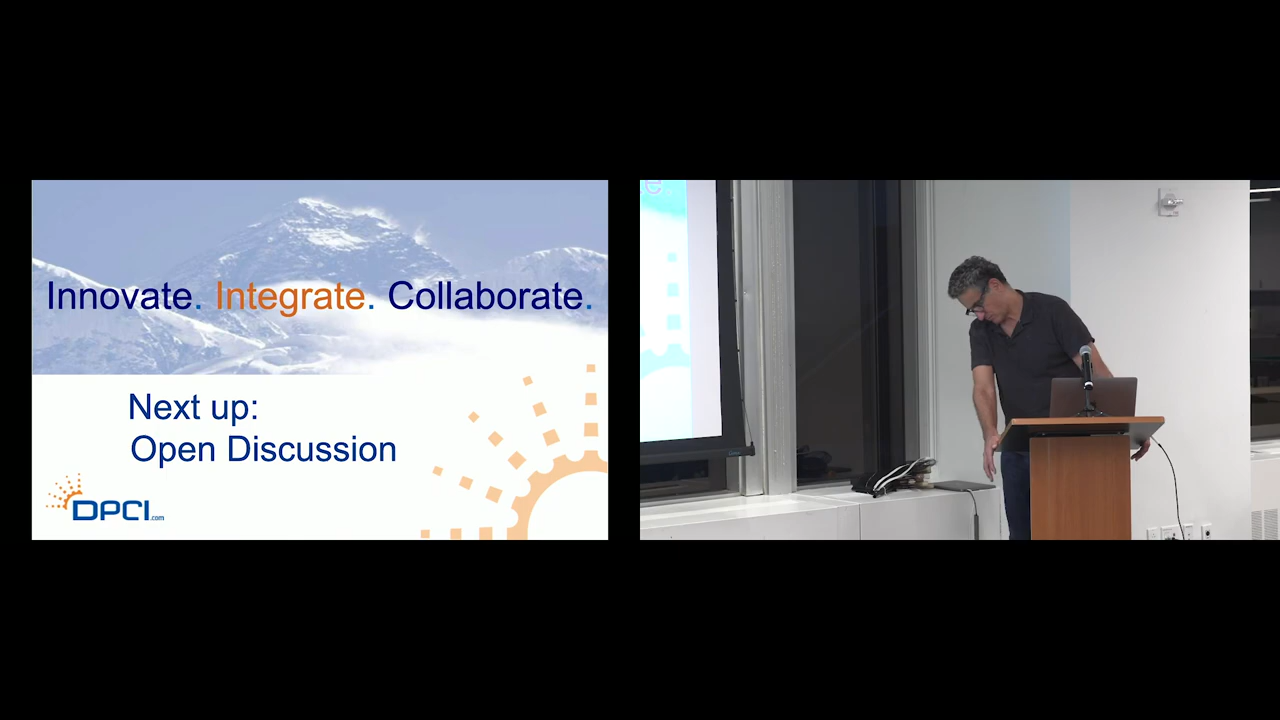 Innovate. Integrate. Collaborate.
Next up:
Open Discussion
DPCI.com